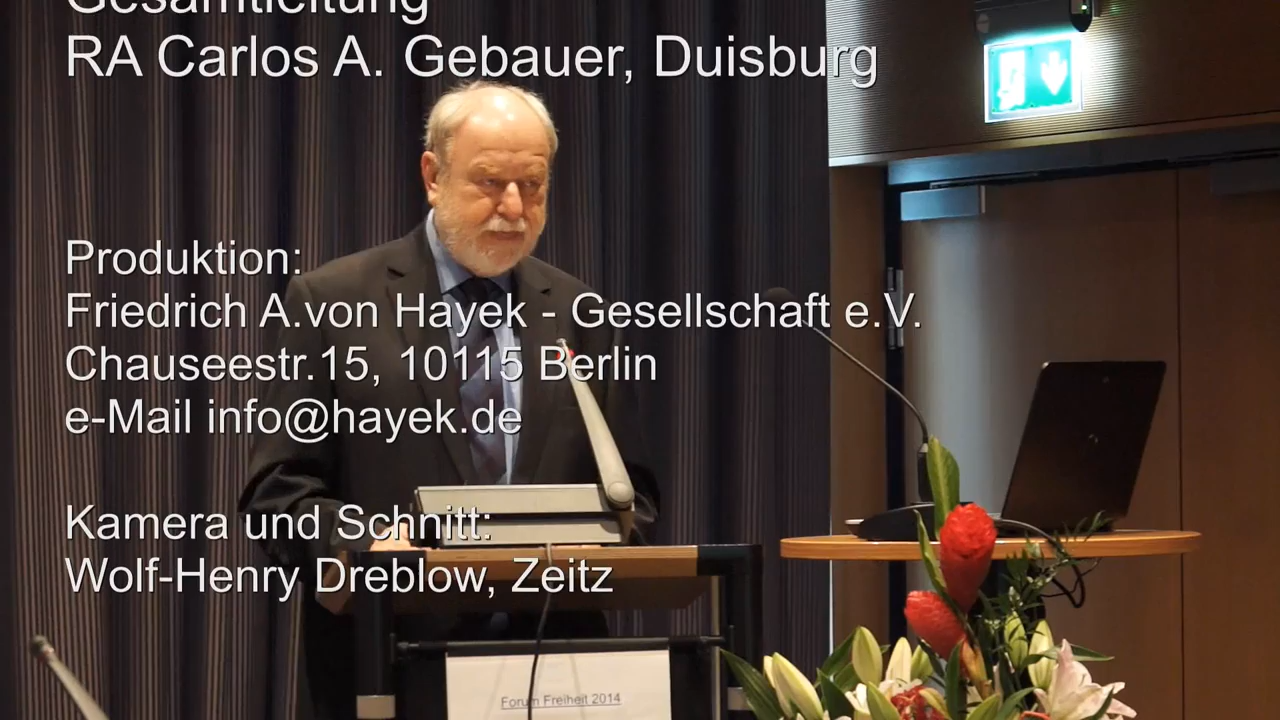 Gesamtleitung
RA Carlos A. Gebauer, Duisburg
Produktion:
Friedrich A.von Hayek - Gesellschaft e.V.
Chauseestr.15, 10115 Berlin
e-Mail info@hayek.de
Kamera und Schnitt:
Wolf-Henry Dreblow, Zeitz
Forum Freiheit 2014